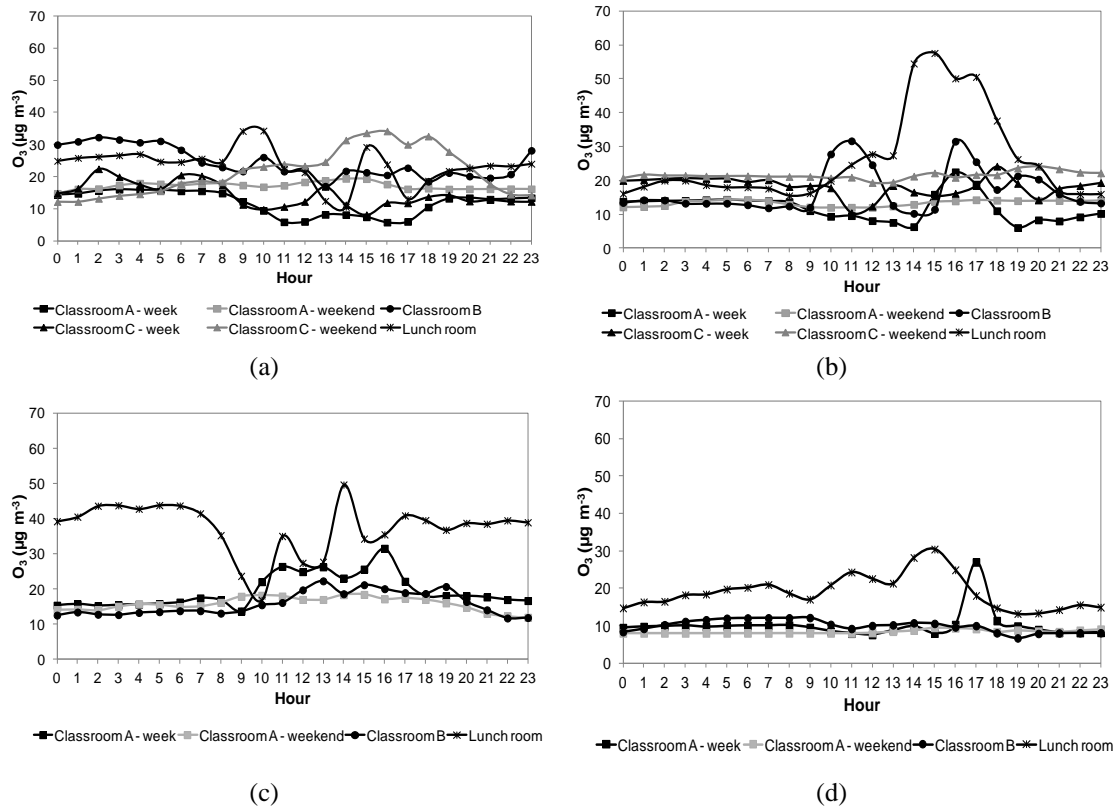 70
60
50
40
30
20
10
0
O₃ (µg m⁻³)
0 1 2 3 4 5 6 7 8 9 10 11 12 13 14 15 16 17 18 19 20 21 22 23
Hour
Classroom A - week Classroom A - weekend Classroom B
Classroom C - week Classroom C - weekend Lunch room
(a)
70
60
50
40
30
20
10
0
O₃ (µg m⁻³)
0 1 2 3 4 5 6 7 8 9 10 11 12 13 14 15 16 17 18 19 20 21 22 23
Hour
Classroom A - week Classroom A - weekend Classroom B
Classroom C - week Classroom C - weekend Lunch room
(b)
70
60
50
40
30
20
10
0
O₃ (µg m⁻³)
0 1 2 3 4 5 6 7 8 9 10 11 12 13 14 15 16 17 18 19 20 21 22 23
Hour
Classroom A - week Classroom A - weekend Classroom B Lunch room
(c)
70
60
50
40
30
20
10
0
O₃ (µg m⁻³)
0 1 2 3 4 5 6 7 8 9 10 11 12 13 14 15 16 17 18 19 20 21 22 23
Hour
Classroom A - week Classroom A - weekend Classroom B Lunch room
(d)